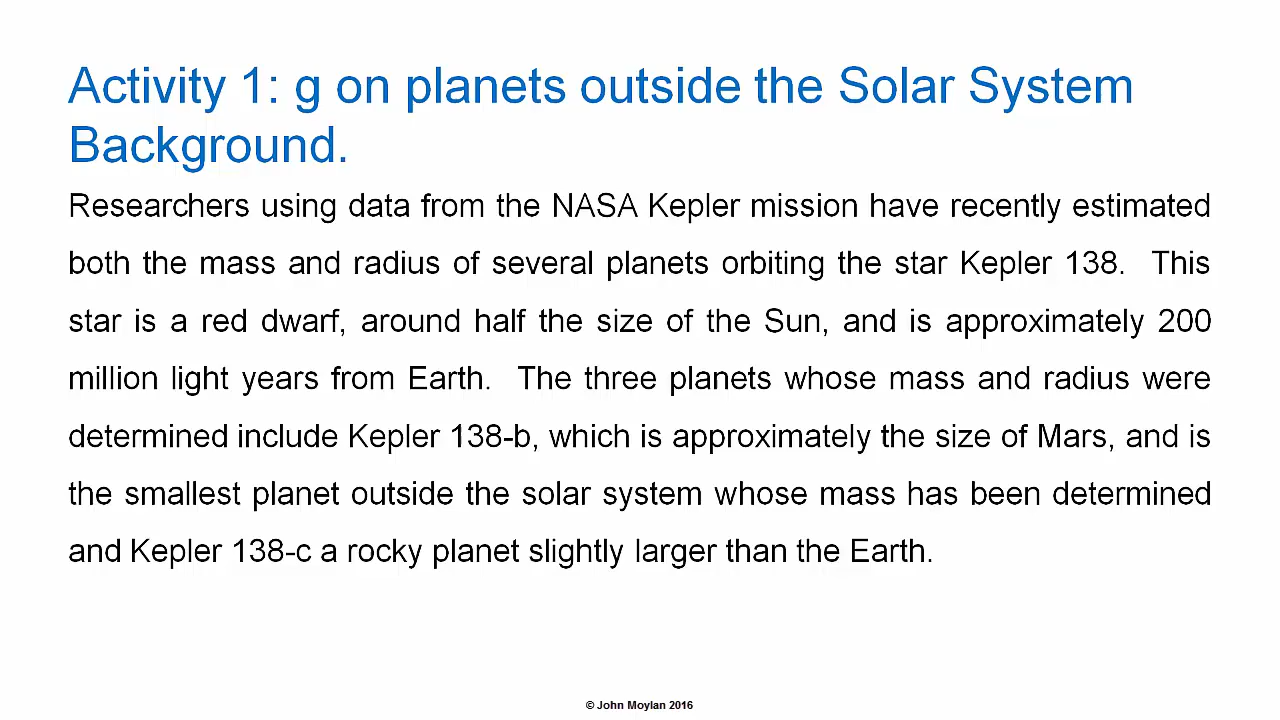 Activity 1: g on planets outside the Solar System
Background.
Researchers using data from the NASA Kepler mission have recently estimated
both the mass and radius of several planets orbiting the star Kepler 138.  This
star is a red dwarf, around half the size of the Sun, and is approximately 200
million light years from Earth.  The three planets whose mass and radius were
determined include Kepler 138-b, which is approximately the size of Mars, and is
the smallest planet outside the solar system whose mass has been determined
and Kepler 138-c a rocky planet slightly larger than the Earth.
© John Moylan 2016